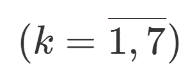 $(k = \overline{1,7})$